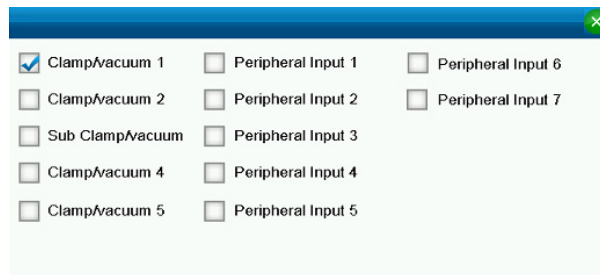 Clamp/vacuum 1
Clamp/vacuum 2
Sub Clamp/vacuum
Clamp/vacuum 4
Clamp/vacuum 5
Peripheral Input 1
Peripheral Input 2
Peripheral Input 3
Peripheral Input 4
Peripheral Input 5
Peripheral Input 6
Peripheral Input 7